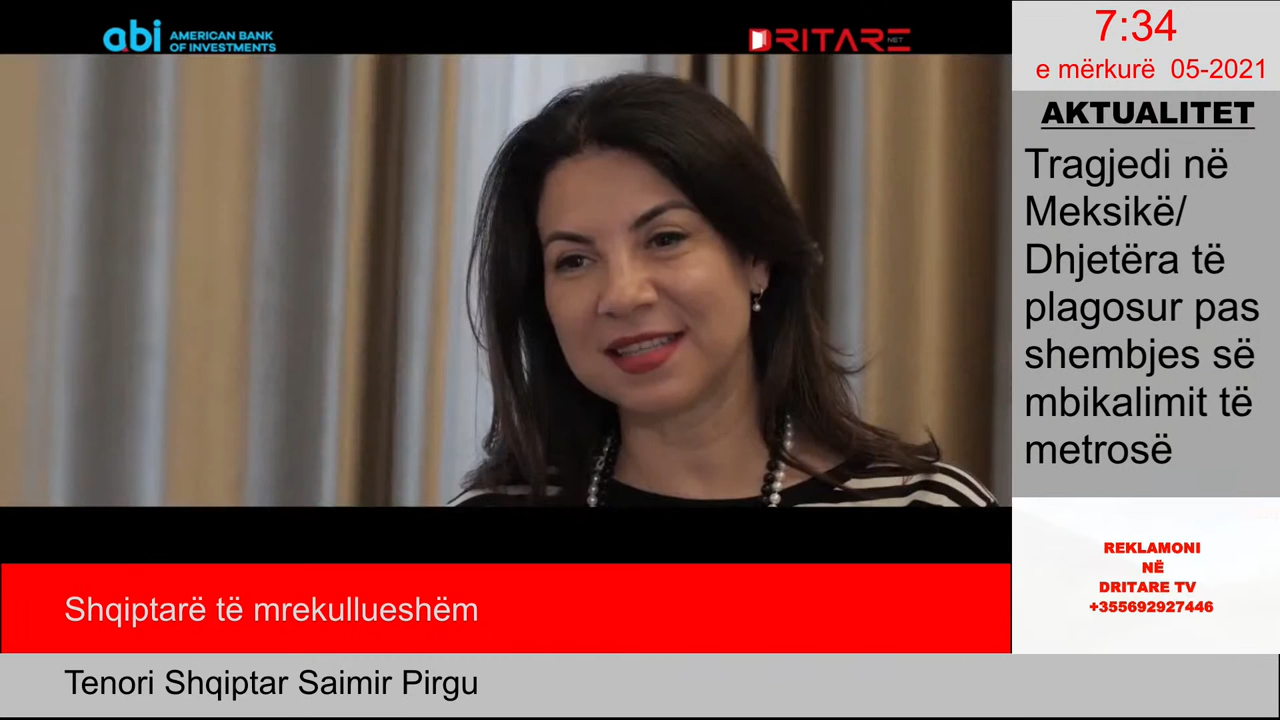 abi AMERICAN BANK
OF INVESTMENTS
DRITARE NET
7:34
e mërkurë 05-2021
AKTUALITET
Tragjedi në
Meksikë/
Dhjetëra të
plagosur pas
shembjes së
mbikalimit të
metrosë
REKLAMONI
NË
DRITARE TV
+355692927446
Shqiptarë të mrekullueshëm
Tenori Shqiptar Saimir Pirgu